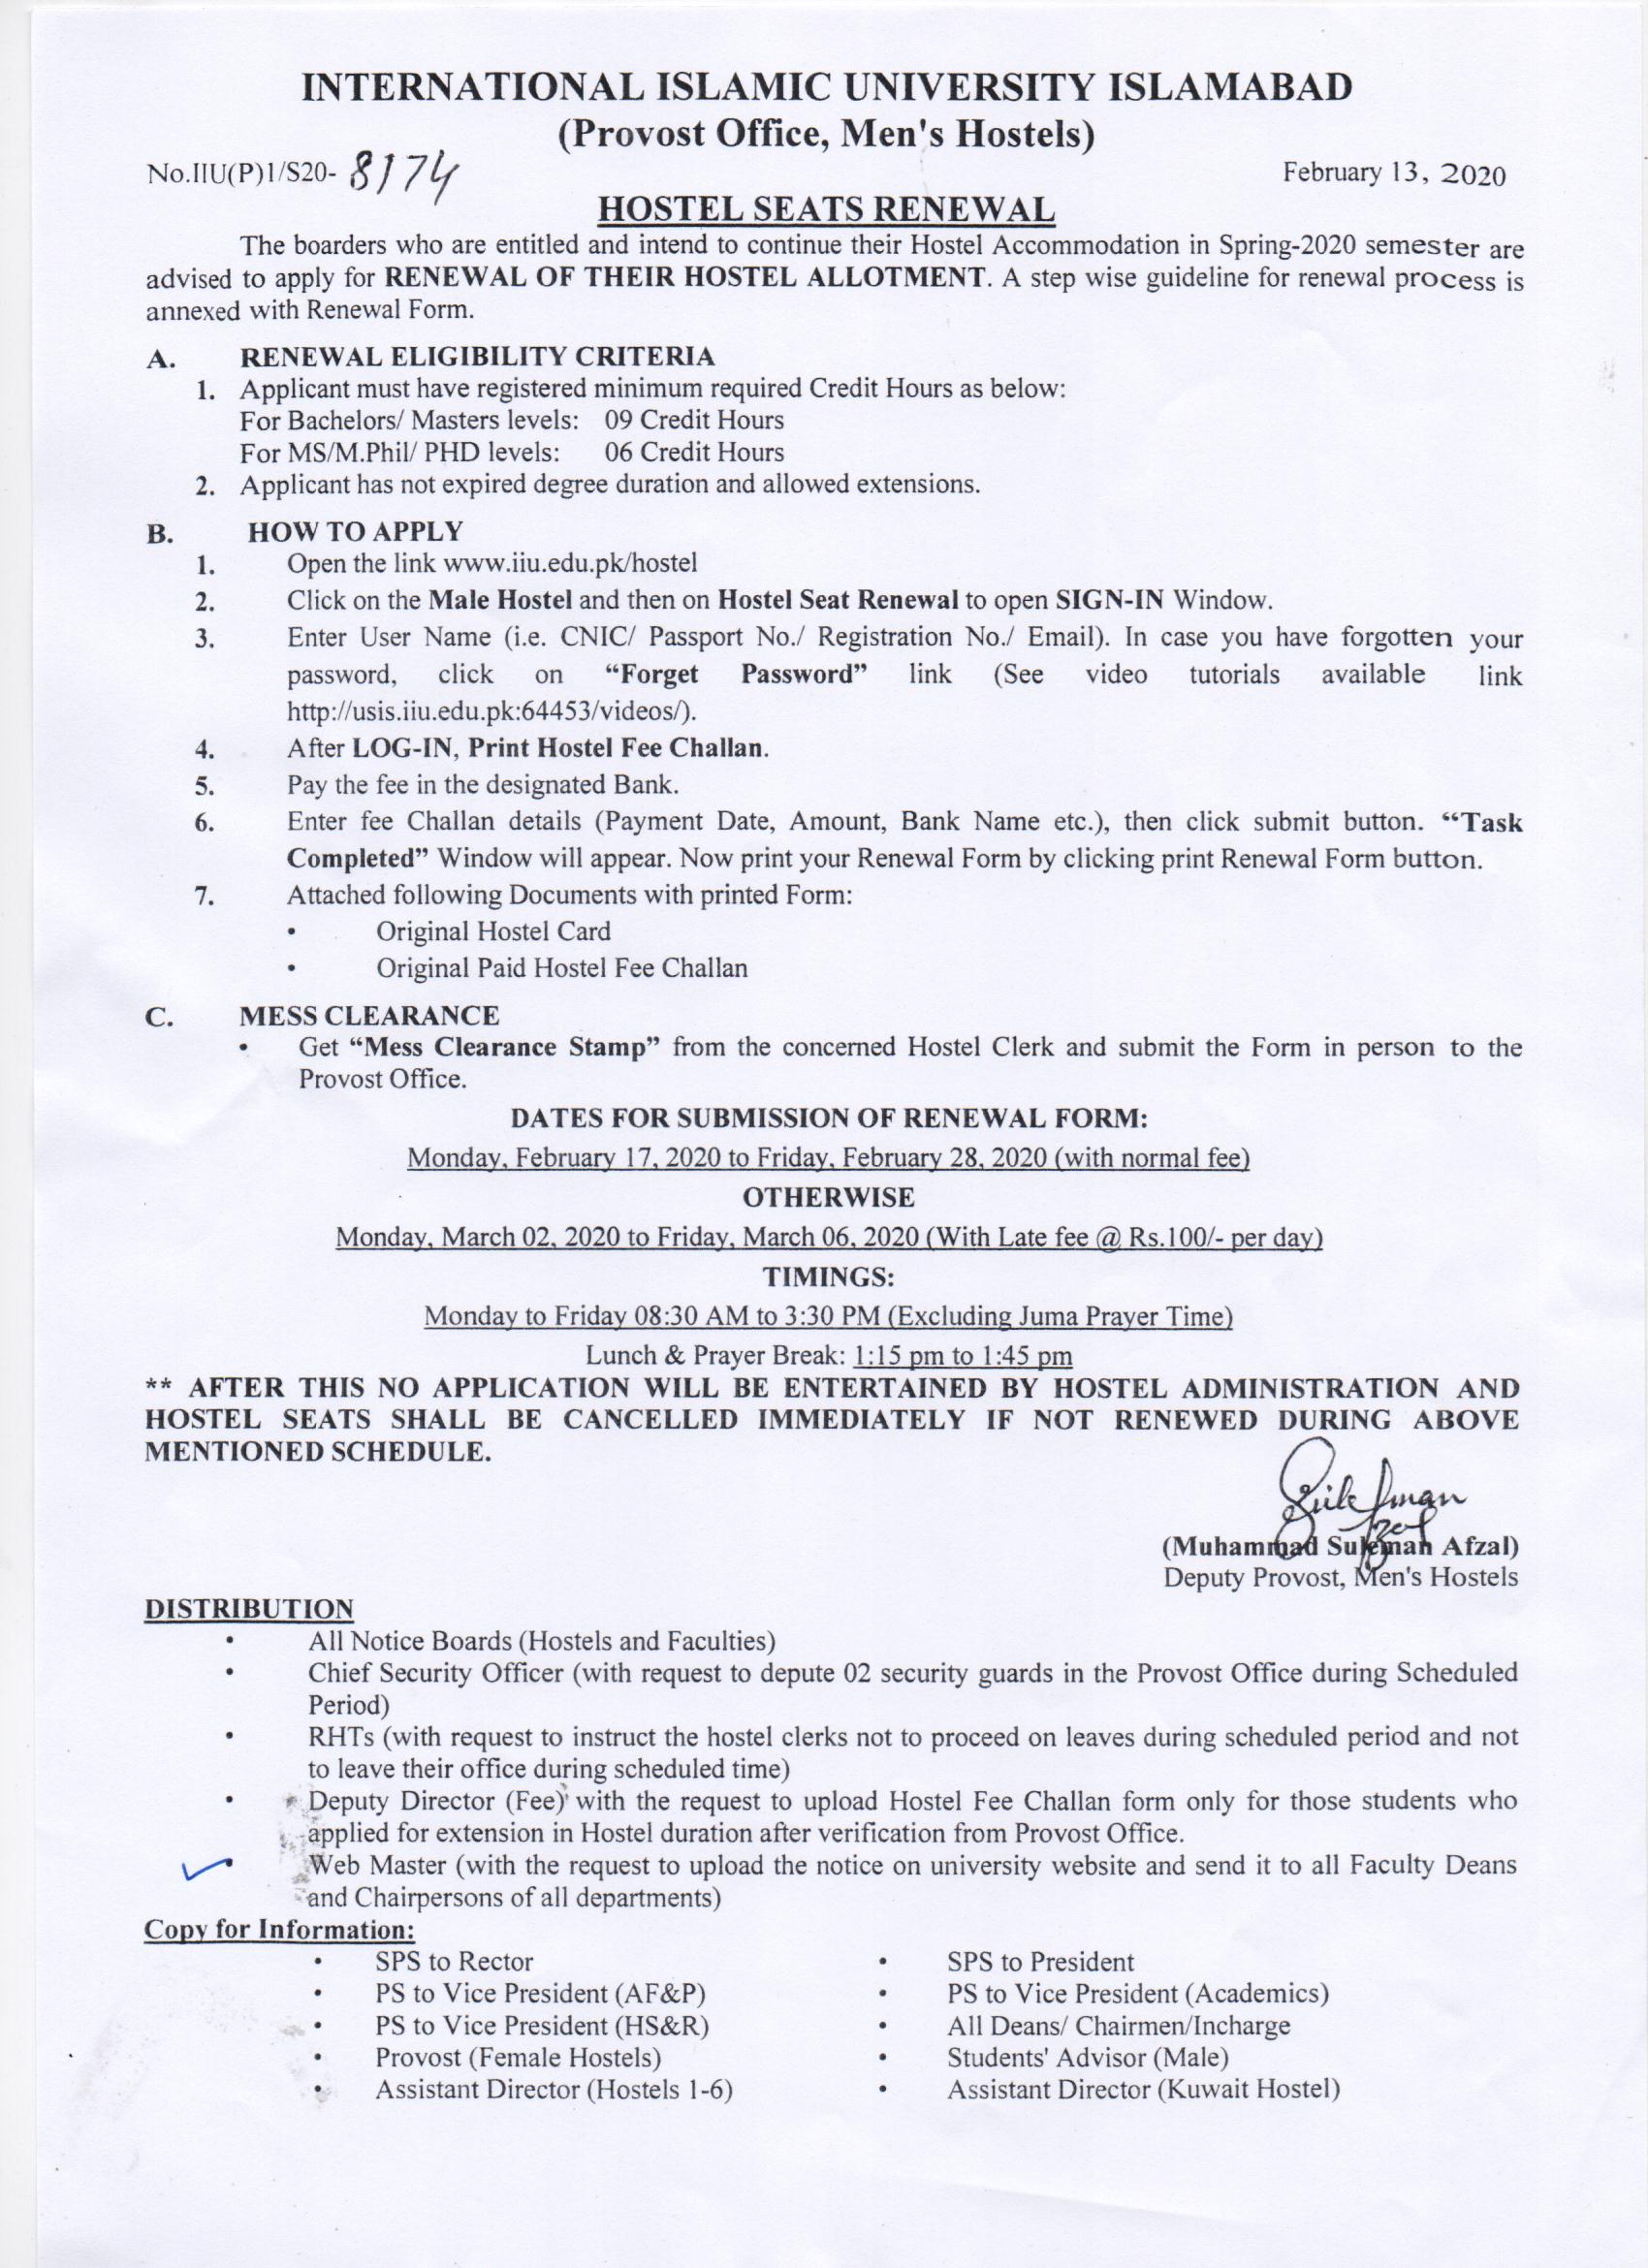 INTERNATIONAL ISLAMIC UNIVERSITY ISLAMABAD
(Provost Office, Men's Hostels)
No.IIU(P)1/S20- 8174 February 13, 2020
HOSTEL SEATS RENEWAL
The boarders who are entitled and intend to continue their Hostel Accommodation in Spring-2020 semester are
advised to apply for RENEWAL OF THEIR HOSTEL ALLOTMENT. A step wise guideline for renewal process is
annexed with Renewal Form.
A. RENEWAL ELIGIBILITY CRITERIA
1. Applicant must have registered minimum required Credit Hours as below:
For Bachelors/ Masters levels: 09 Credit Hours
For MS/M.Phil/ PHD levels: 06 Credit Hours
2. Applicant has not expired degree duration and allowed extensions.
B. HOW TO APPLY
1. Open the link www.iiu.edu.pk/hostel
2. Click on the Male Hostel and then on Hostel Seat Renewal to open SIGN-IN Window.
3. Enter User Name (i.e. CNIC/ Passport No./ Registration No./ Email). In case you have forgotten your
password, click on “Forget Password” link (See video tutorials available link
http://usis.iiu.edu.pk:64453/videos/).
4. After LOG-IN, Print Hostel Fee Challan.
5. Pay the fee in the designated Bank.
6. Enter fee Challan details (Payment Date, Amount, Bank Name etc.), then click submit button. “Task
Completed” Window will appear. Now print your Renewal Form by clicking print Renewal Form button.
7. Attached following Documents with printed Form:
• Original Hostel Card
• Original Paid Hostel Fee Challan
C. MESS CLEARANCE
• Get “Mess Clearance Stamp” from the concerned Hostel Clerk and submit the Form in person to the
Provost Office.
DATES FOR SUBMISSION OF RENEWAL FORM:
Monday, February 17, 2020 to Friday, February 28, 2020 (with normal fee)
OTHERWISE
Monday, March 02, 2020 to Friday, March 06, 2020 (With Late fee @ Rs.100/- per day)
TIMINGS:
Monday to Friday 08:30 AM to 3:30 PM (Excluding Juma Prayer Time)
Lunch & Prayer Break: 1:15 pm to 1:45 pm
** AFTER THIS NO APPLICATION WILL BE ENTERTAINED BY HOSTEL ADMINISTRATION AND
HOSTEL SEATS SHALL BE CANCELLED IMMEDIATELY IF NOT RENEWED DURING ABOVE
MENTIONED SCHEDULE.
(Muhammad Suleman Afzal)
Deputy Provost, Men's Hostels
DISTRIBUTION
• All Notice Boards (Hostels and Faculties)
• Chief Security Officer (with request to depute 02 security guards in the Provost Office during Scheduled
Period)
• RHTs (with request to instruct the hostel clerks not to proceed on leaves during scheduled period and not
to leave their office during scheduled time)
• Deputy Director (Fee) with the request to upload Hostel Fee Challan form only for those students who
applied for extension in Hostel duration after verification from Provost Office.
• Web Master (with the request to upload the notice on university website and send it to all Faculty Deans
and Chairpersons of all departments)
Copy for Information:
• SPS to Rector • SPS to President
• PS to Vice President (AF&P) • PS to Vice President (Academics)
• PS to Vice President (HS&R) • All Deans/ Chairmen/Incharge
• Provost (Female Hostels) • Students' Advisor (Male)
• Assistant Director (Hostels 1-6) • Assistant Director (Kuwait Hostel)